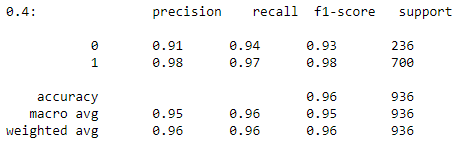 0.4: precision recall f1-score support
0 0.91 0.94 0.93 236
1 0.98 0.97 0.98 700
accuracy 0.96 936
macro avg 0.95 0.96 0.95 936
weighted avg 0.96 0.96 0.96 936